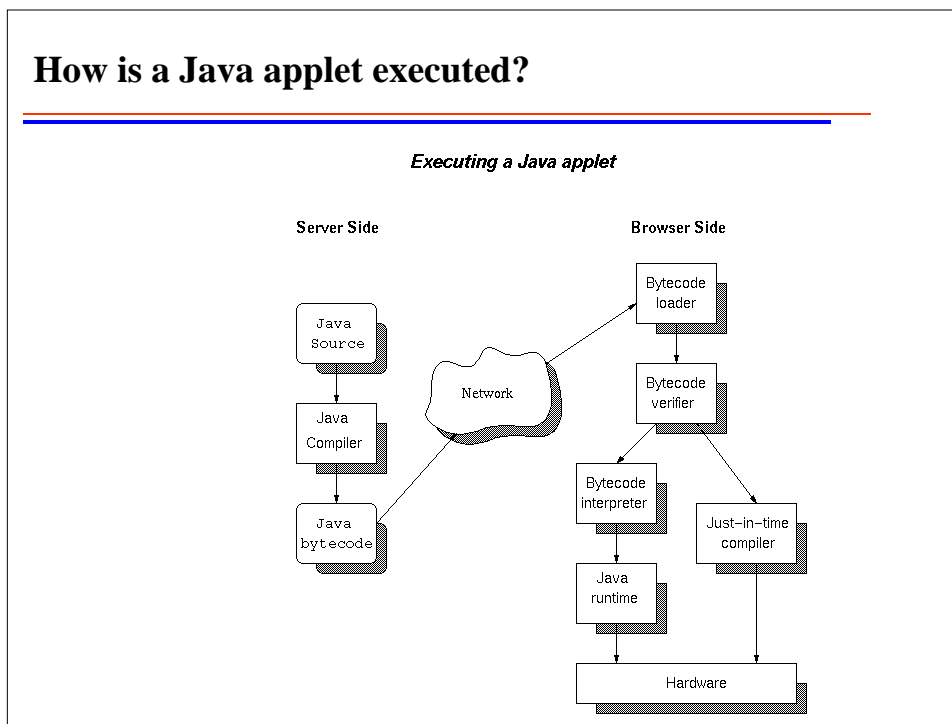 How is a Java applet executed?
Executing a Java applet
Server Side
Browser Side
Java
Source
Java
Compiler
Java
bytecode
Network
Bytecode
loader
Bytecode
verifier
Bytecode
interpreter
Java
runtime
Just-in-time
compiler
Hardware